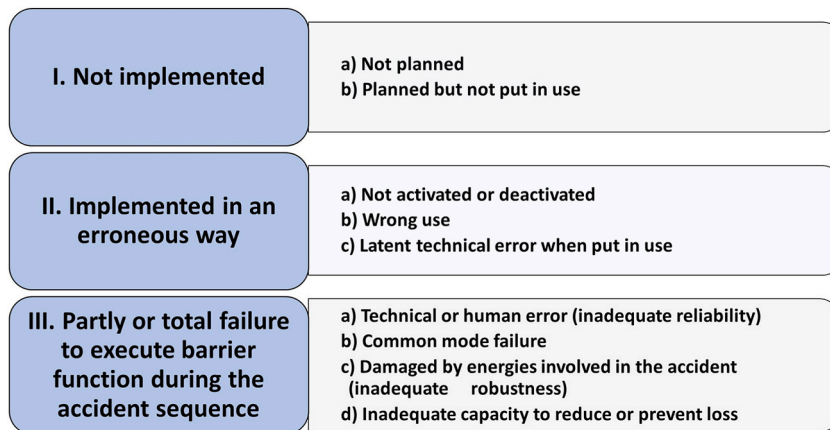 I. Not implemented
a) Not planned
b) Planned but not put in use
II. Implemented in an
erroneous way
a) Not activated or deactivated
b) Wrong use
c) Latent technical error when put in use
III. Partly or total failure
to execute barrier
function during the
accident sequence
a) Technical or human error (inadequate reliability)
b) Common mode failure
c) Damaged by energies involved in the accident
(inadequate robustness)
d) Inadequate capacity to reduce or prevent loss